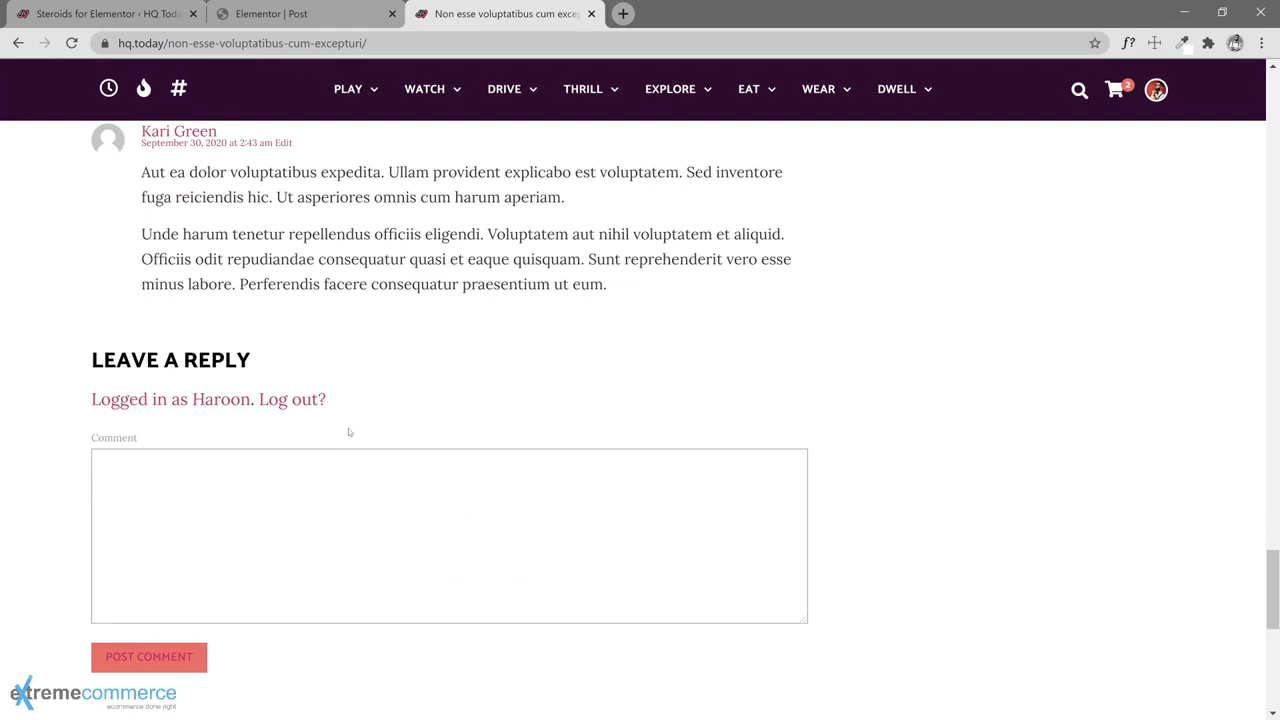 Steroids for Elementor ‹ HQ Toda
Elementor | Post
Non esse voluptatibus cum excep
hq.today/non-esse-voluptatibus-cum-excepturi/
f?
#
PLAY
WATCH
DRIVE
THRILL
EXPLORE
EAT
WEAR
DWELL
2
Kari Green
September 30, 2020 at 2:43 am Edit
Aut ea dolor voluptatibus expedita. Ullam provident explicabo est voluptatem. Sed inventore
fuga reiciendis hic. Ut asperiores omnis cum harum aperiam.
Unde harum tenetur repellendus officiis eligendi. Voluptatem aut nihil voluptatem et aliquid.
Officiis odit repudiandae consequatur quasi et eaque quisquam. Sunt reprehenderit vero esse
minus labore. Perferendis facere consequatur praesentium ut eum.
LEAVE A REPLY
Logged in as Haroon. Log out?
Comment
POST COMMENT
extremecommerce
ecommerce done right